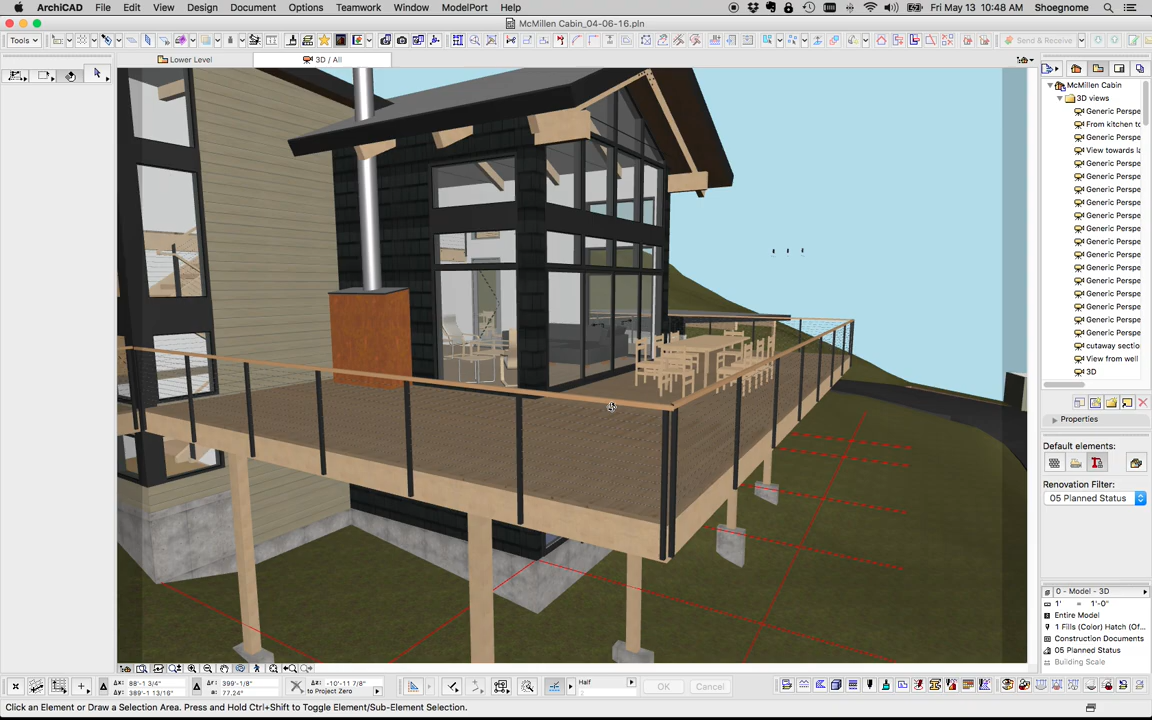 ArchiCAD File Edit View Design Document Options Teamwork Window ModelPort Help Fri May 13 10:48 AM Shoegnome
McMillen Cabin_04-06-16.pln
Tools
Send & Receive
Lower Level
3D / All
McMillen Cabin
3D views
Generic Perspe
From kitchen to
Generic Perspe
View towards la
Generic Perspe
Generic Perspe
Generic Perspe
Generic Perspe
Generic Perspe
Generic Perspe
Generic Perspe
Generic Perspe
Generic Perspe
Generic Perspe
Generic Perspe
Generic Perspe
Generic Perspe
Generic Perspe
cutaway sectio
View from well
3D
Properties
Default elements:
Renovation Filter:
05 Planned Status
0 - Model - 3D
1' = 1'-0"
Entire Model
1 Fills (Color) Hatch (Of...
Construction Documents
05 Planned Status
Building Scale
Δx: 88'-1 3/4"
Δy: 389'-1 13/16"
Δr: 399'-1/8"
77.24°
Δz: -10'-11 7/8"
to Project Zero
Half
2
OK
Cancel
Click an Element or Draw a Selection Area. Press and Hold Ctrl+Shift to Toggle Element/Sub-Element Selection.